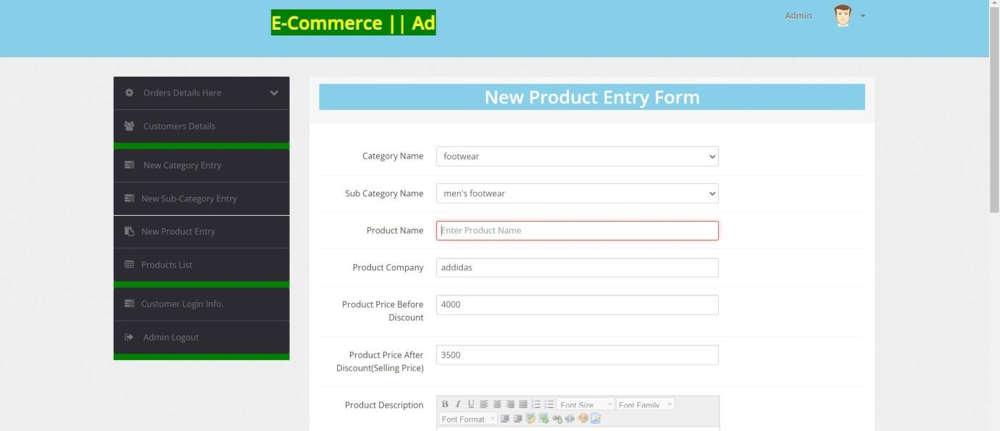 E-Commerce || Ad
Admin
Orders Details Here
Customers Details
New Category Entry
New Sub-Category Entry
New Product Entry
Products List
Customer Login Info.
Admin Logout
New Product Entry Form
Category Name
footwear
Sub Category Name
men's footwear
Product Name
Enter Product Name
Product Company
addidas
Product Price Before
Discount
4000
Product Price After
Discount(Selling Price)
3500
Product Description
B I U
Font Size
Font Family
Font Format